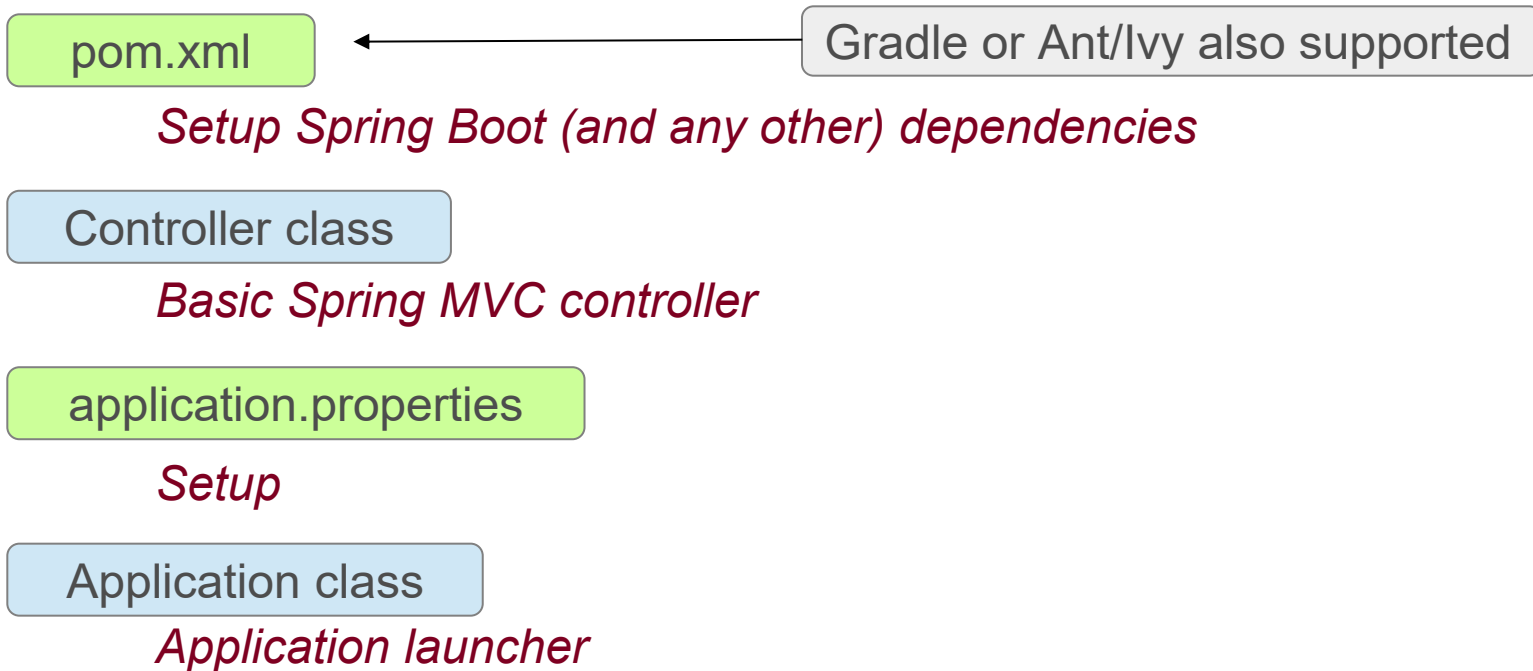 pom.xml
Gradle or Ant/Ivy also supported
Setup Spring Boot (and any other) dependencies
Controller class
Basic Spring MVC controller
application.properties
Setup
Application class
Application launcher